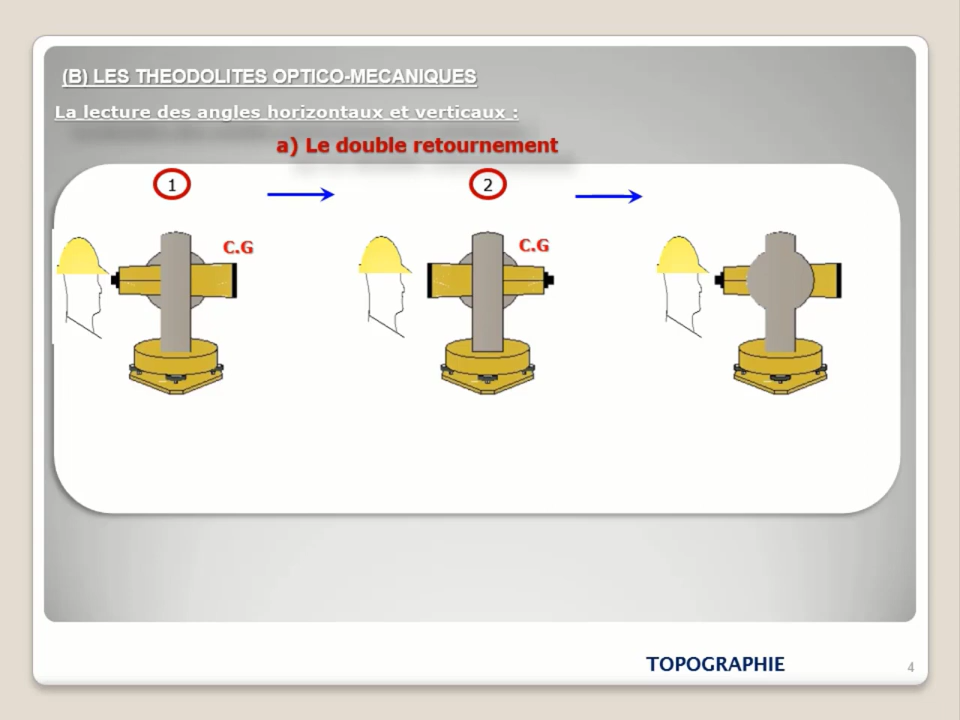 (B) LES THEODOLITES OPTICO-MECANIQUES
La lecture des angles horizontaux et verticaux :
a) Le double retournement
1
2
C.G
C.G
TOPOGRAPHIE
4